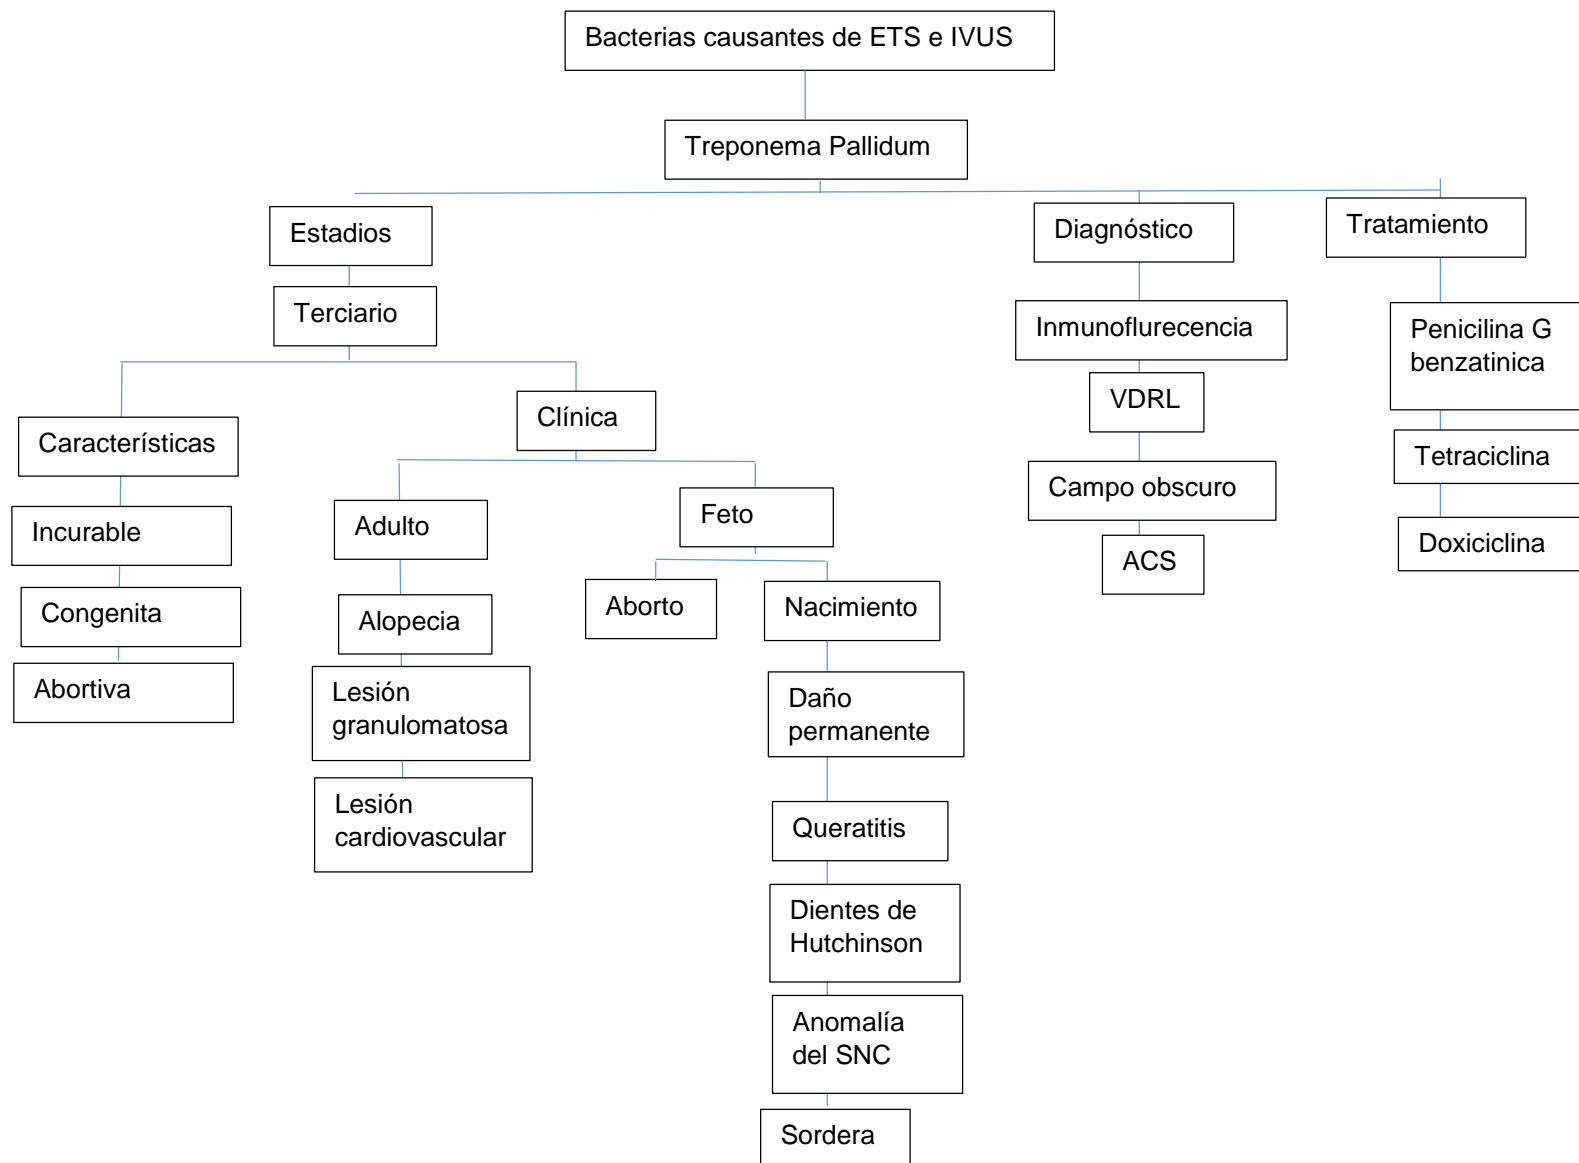 Bacterias causantes de ETS e IVUS
Treponema Pallidum
Estadios
Diagnóstico
Tratamiento
Terciario
Inmunoflurecencia
Penicilina G
benzatinica
VDRL
Clínica
Característícas
Tetraciclina
Campo obscuro
Adulto
Feto
Incurable
Doxiciclina
ACS
Congenita
Alopecia
Aborto
Nacimiento
Abortiva
Lesión
granulomatosa
Daño
permanente
Lesión
cardiovascular
Queratitis
Dientes de
Hutchinson
Anomalía
del SNC
Sordera